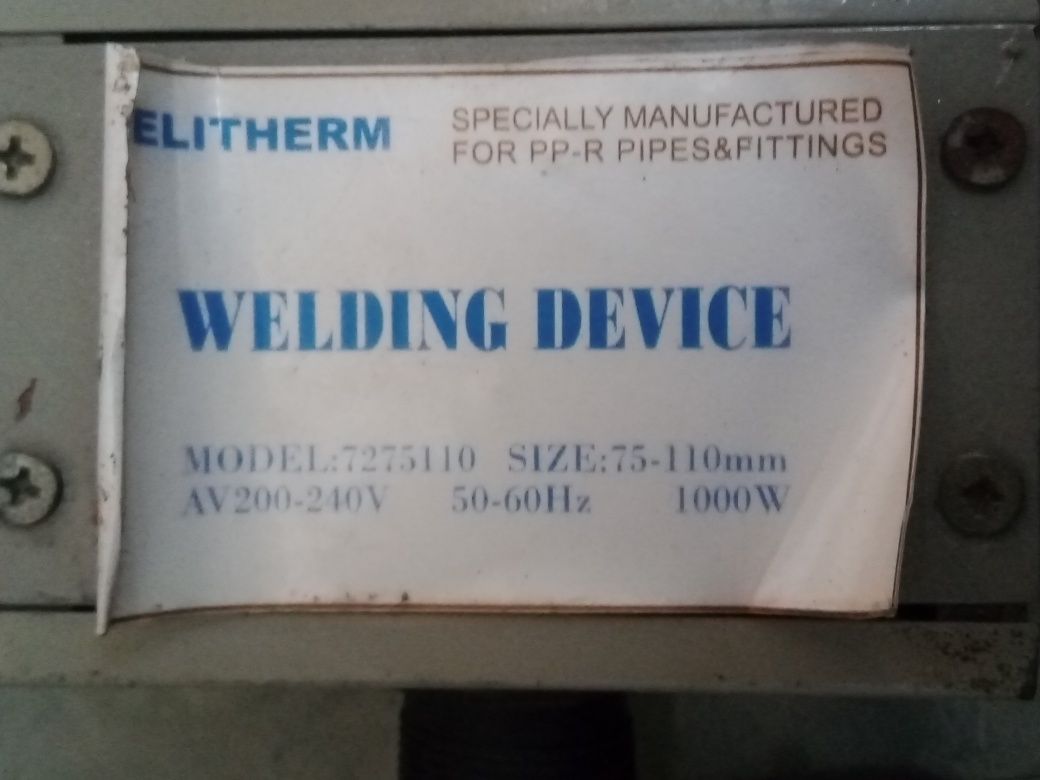 ELITHERM
SPECIALLY MANUFACTURED
FOR PP-R PIPES&FITTINGS
WELDING DEVICE
MODEL:7275110 SIZE:75-110mm
AV200-240V 50-60Hz 1000W